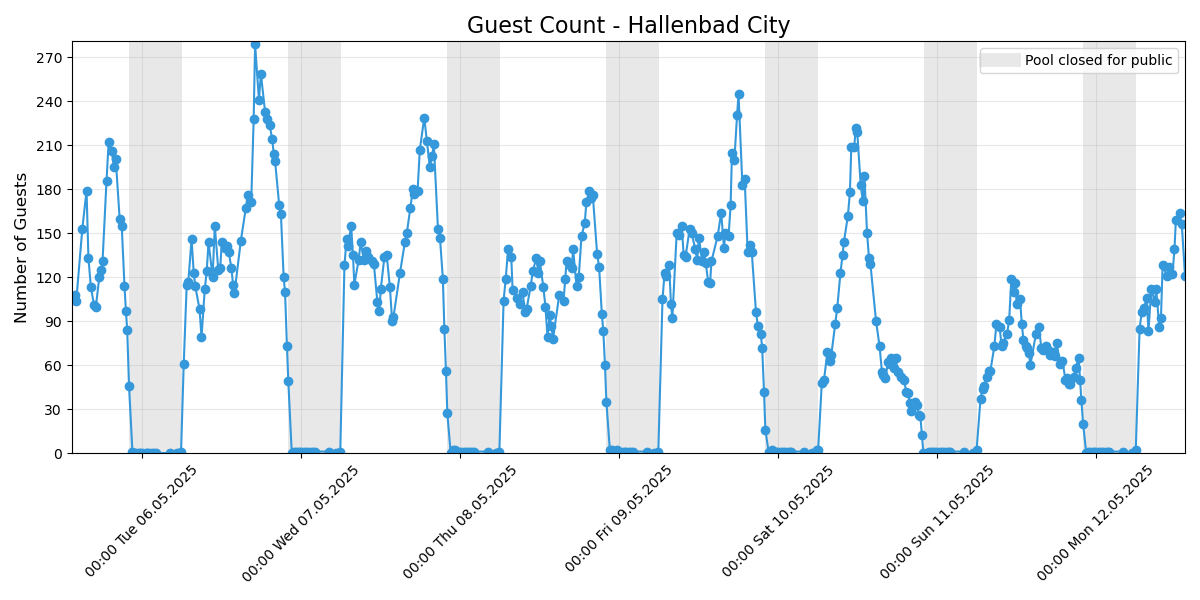 Guest Count - Hallenbad City
Number of Guests
270
240
210
180
150
120
90
60
30
0
Pool closed for public
00:00 Tue 06.05.2025
00:00 Wed 07.05.2025
00:00 Thu 08.05.2025
00:00 Fri 09.05.2025
00:00 Sat 10.05.2025
00:00 Sun 11.05.2025
00:00 Mon 12.05.2025